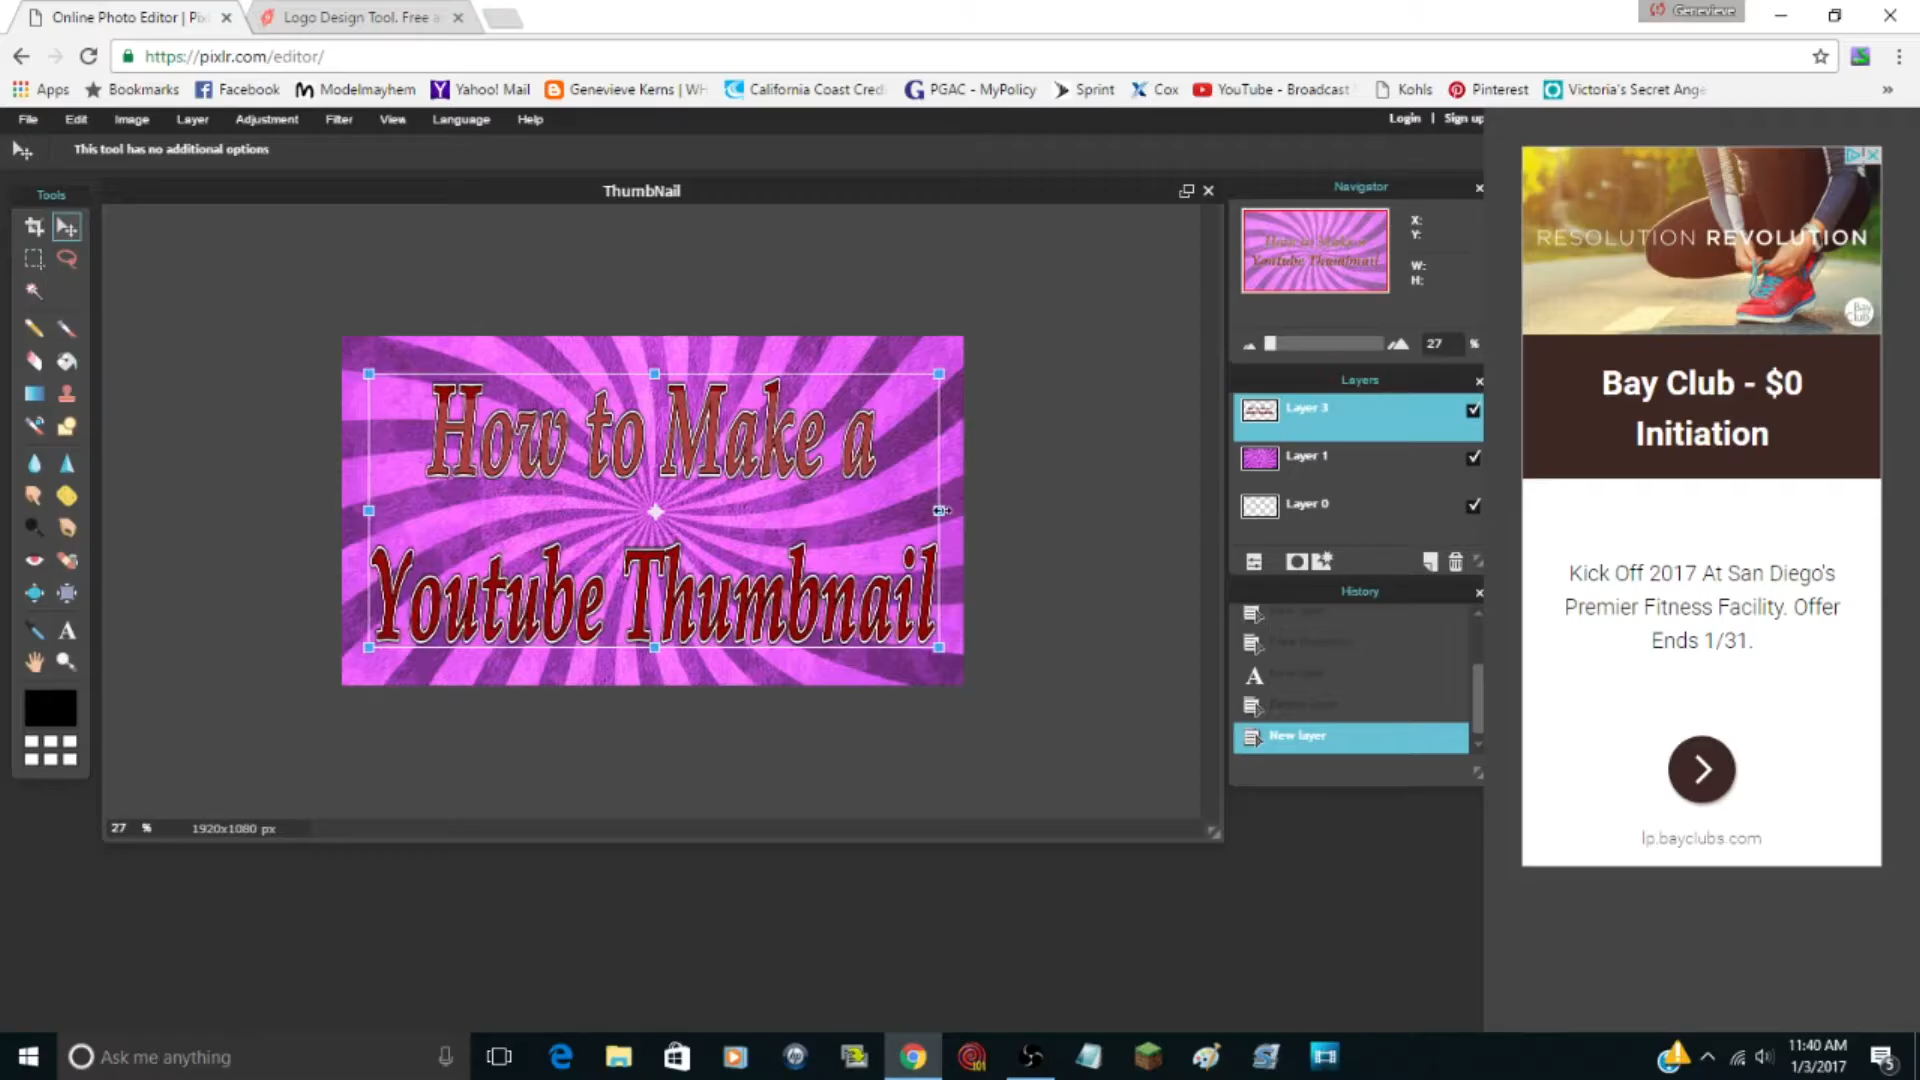 Online Photo Editor | Pix
Logo Design Tool. Free a
Genevieve
https://pixlr.com/editor/
Apps
Bookmarks
Facebook
Modelmayhem
Yahoo! Mail
Genevieve Kerns | WH
California Coast Cred
PGAC - MyPolicy
Sprint
Cox
YouTube - Broadcast
Kohls
Pinterest
Victoria's Secret Ange
File Edit Image Layer Adjustment Filter View Language Help
Login | Sign up
This tool has no additional options
Tools
ThumbNail
Navigator
X:
Y:
W:
H:
27 %
Layers
Layer 3
Layer 1
Layer 0
History
New layer
How to Make a
Youtube Thumbnail
27 % 1920x1080 px
RESOLUTION REVOLUTION
Bay Club
Bay Club - $0
Initiation
Kick Off 2017 At San Diego's
Premier Fitness Facility. Offer
Ends 1/31.
lp.bayclubs.com
Ask me anything
11:40 AM
1/3/2017
5